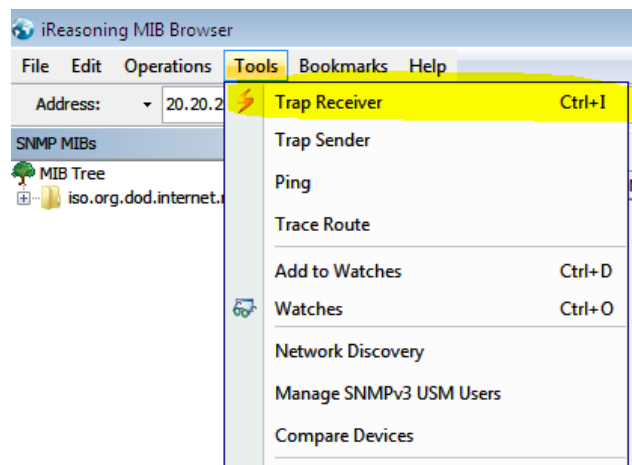 iReasoning MIB Browser
File Edit Operations Tools Bookmarks Help
Address: 20.20.2
Trap Receiver Ctrl+I
SNMP MIBs
Trap Sender
MIB Tree
iso.org.dod.internet.
Ping
Trace Route
Add to Watches Ctrl+D
Watches Ctrl+O
Network Discovery
Manage SNMPv3 USM Users
Compare Devices